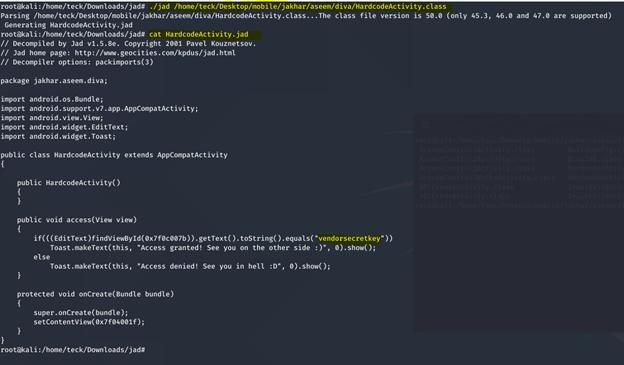 root@kali:/home/teck/Downloads/jad# ./jad /home/teck/Desktop/mobile/jakhar/aseem/diva/HardcodeActivity.class
Parsing /home/teck/Desktop/mobile/jakhar/aseem/diva/HardcodeActivity.class...The class file version is 50.0 (only 45.3, 46.0 and 47.0 are supported)
 Generating HardcodeActivity.jad
root@kali:/home/teck/Downloads/jad# cat HardcodeActivity.jad
// Decompiled by Jad v1.5.8e. Copyright 2001 Pavel Kouznetsov.
// Jad home page: http://www.geocities.com/kpdus/jad.html
// Decompiler options: packimports(3)
package jakhar.aseem.diva;
import android.os.Bundle;
import android.support.v7.app.AppCompatActivity;
import android.view.View;
import android.widget.EditText;
import android.widget.Toast;
public class HardcodeActivity extends AppCompatActivity
{
    public HardcodeActivity()
    {
    }
    public void access(View view)
    {
        if(((EditText)findViewById(0x7f0c007b)).getText().toString().equals("vendorsecretkey"))
            Toast.makeText(this, "Access granted! See you on the other side :)", 0).show();
        else
            Toast.makeText(this, "Access denied! See you in hell :D", 0).show();
    }
    protected void onCreate(Bundle bundle)
    {
        super.onCreate(bundle);
        setContentView(0x7f04001f);
    }
}
root@kali:/home/teck/Downloads/jad#